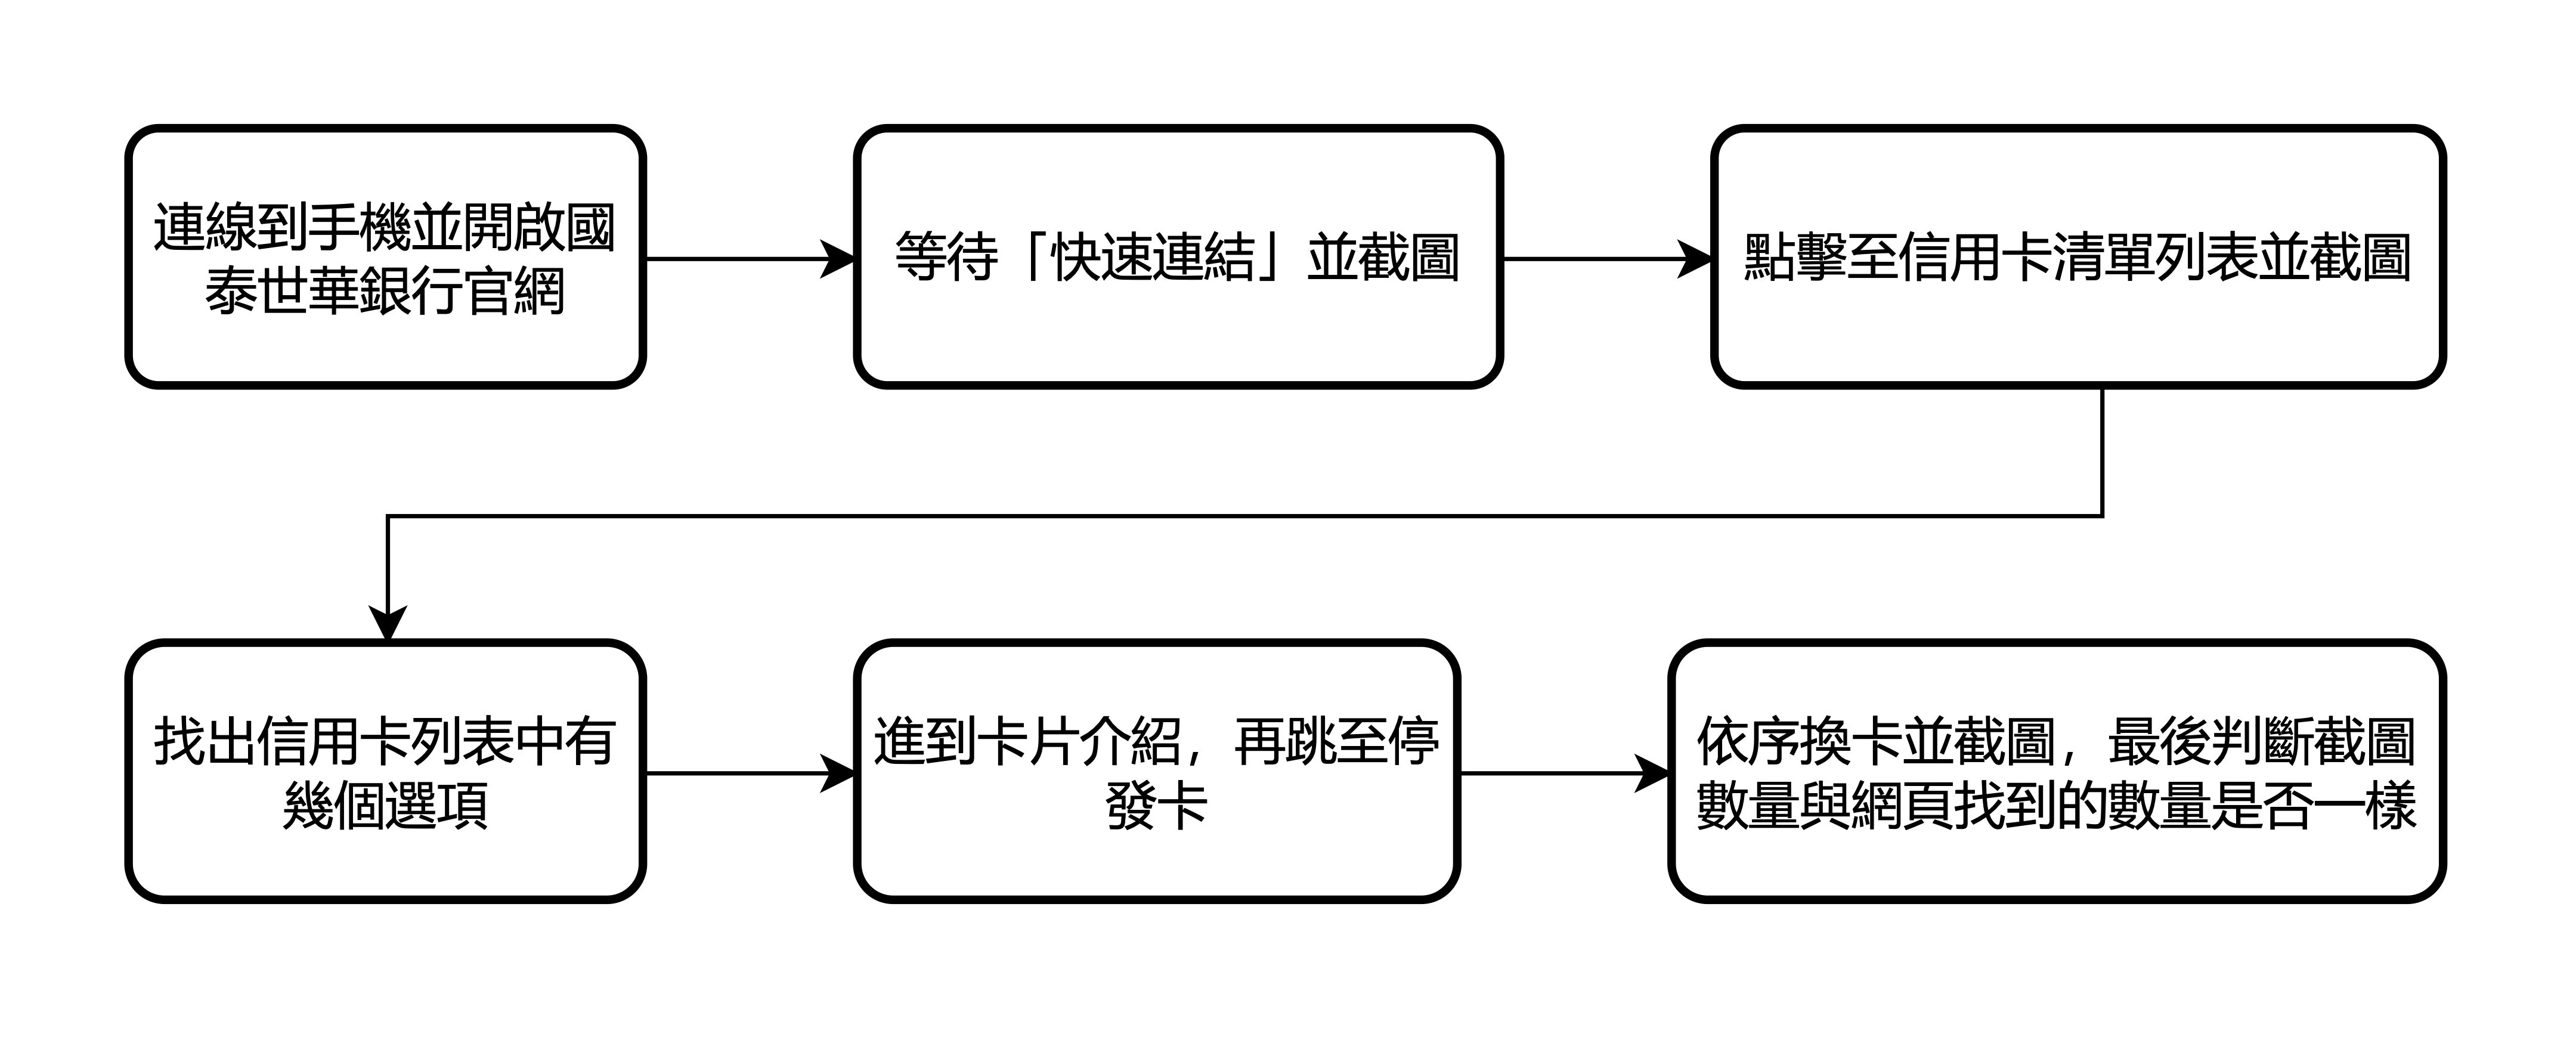 連線到手機並開啟國
泰世華銀行官網
等待「快速連結」並截圖
點擊至信用卡清單列表並截圖
找出信用卡列表中有
幾個選項
進到卡片介紹，再跳至停
發卡
依序換卡並截圖，最後判斷截圖
數量與網頁找到的數量是否一樣